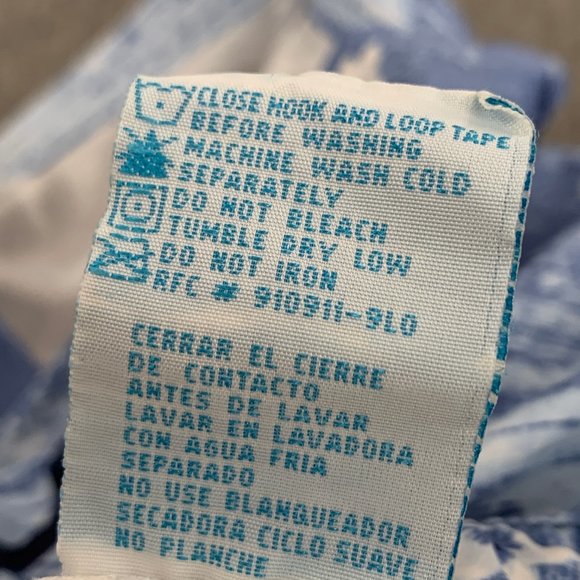 CLOSE HOOK AND LOOP TAPE
BEFORE WASHING
MACHINE WASH COLD
SEPARATELY
DO NOT BLEACH
TUMBLE DRY LOW
DO NOT IRON
RFC # 910911-9L0
CERRAR EL CIERRE
DE CONTACTO
ANTES DE LAVAR
LAVAR EN LAVADORA
CON AGUA FRIA
SEPARADO
NO USE BLANQUEADOR
SECADORA CICLO SUAVE
NO PLANCHE